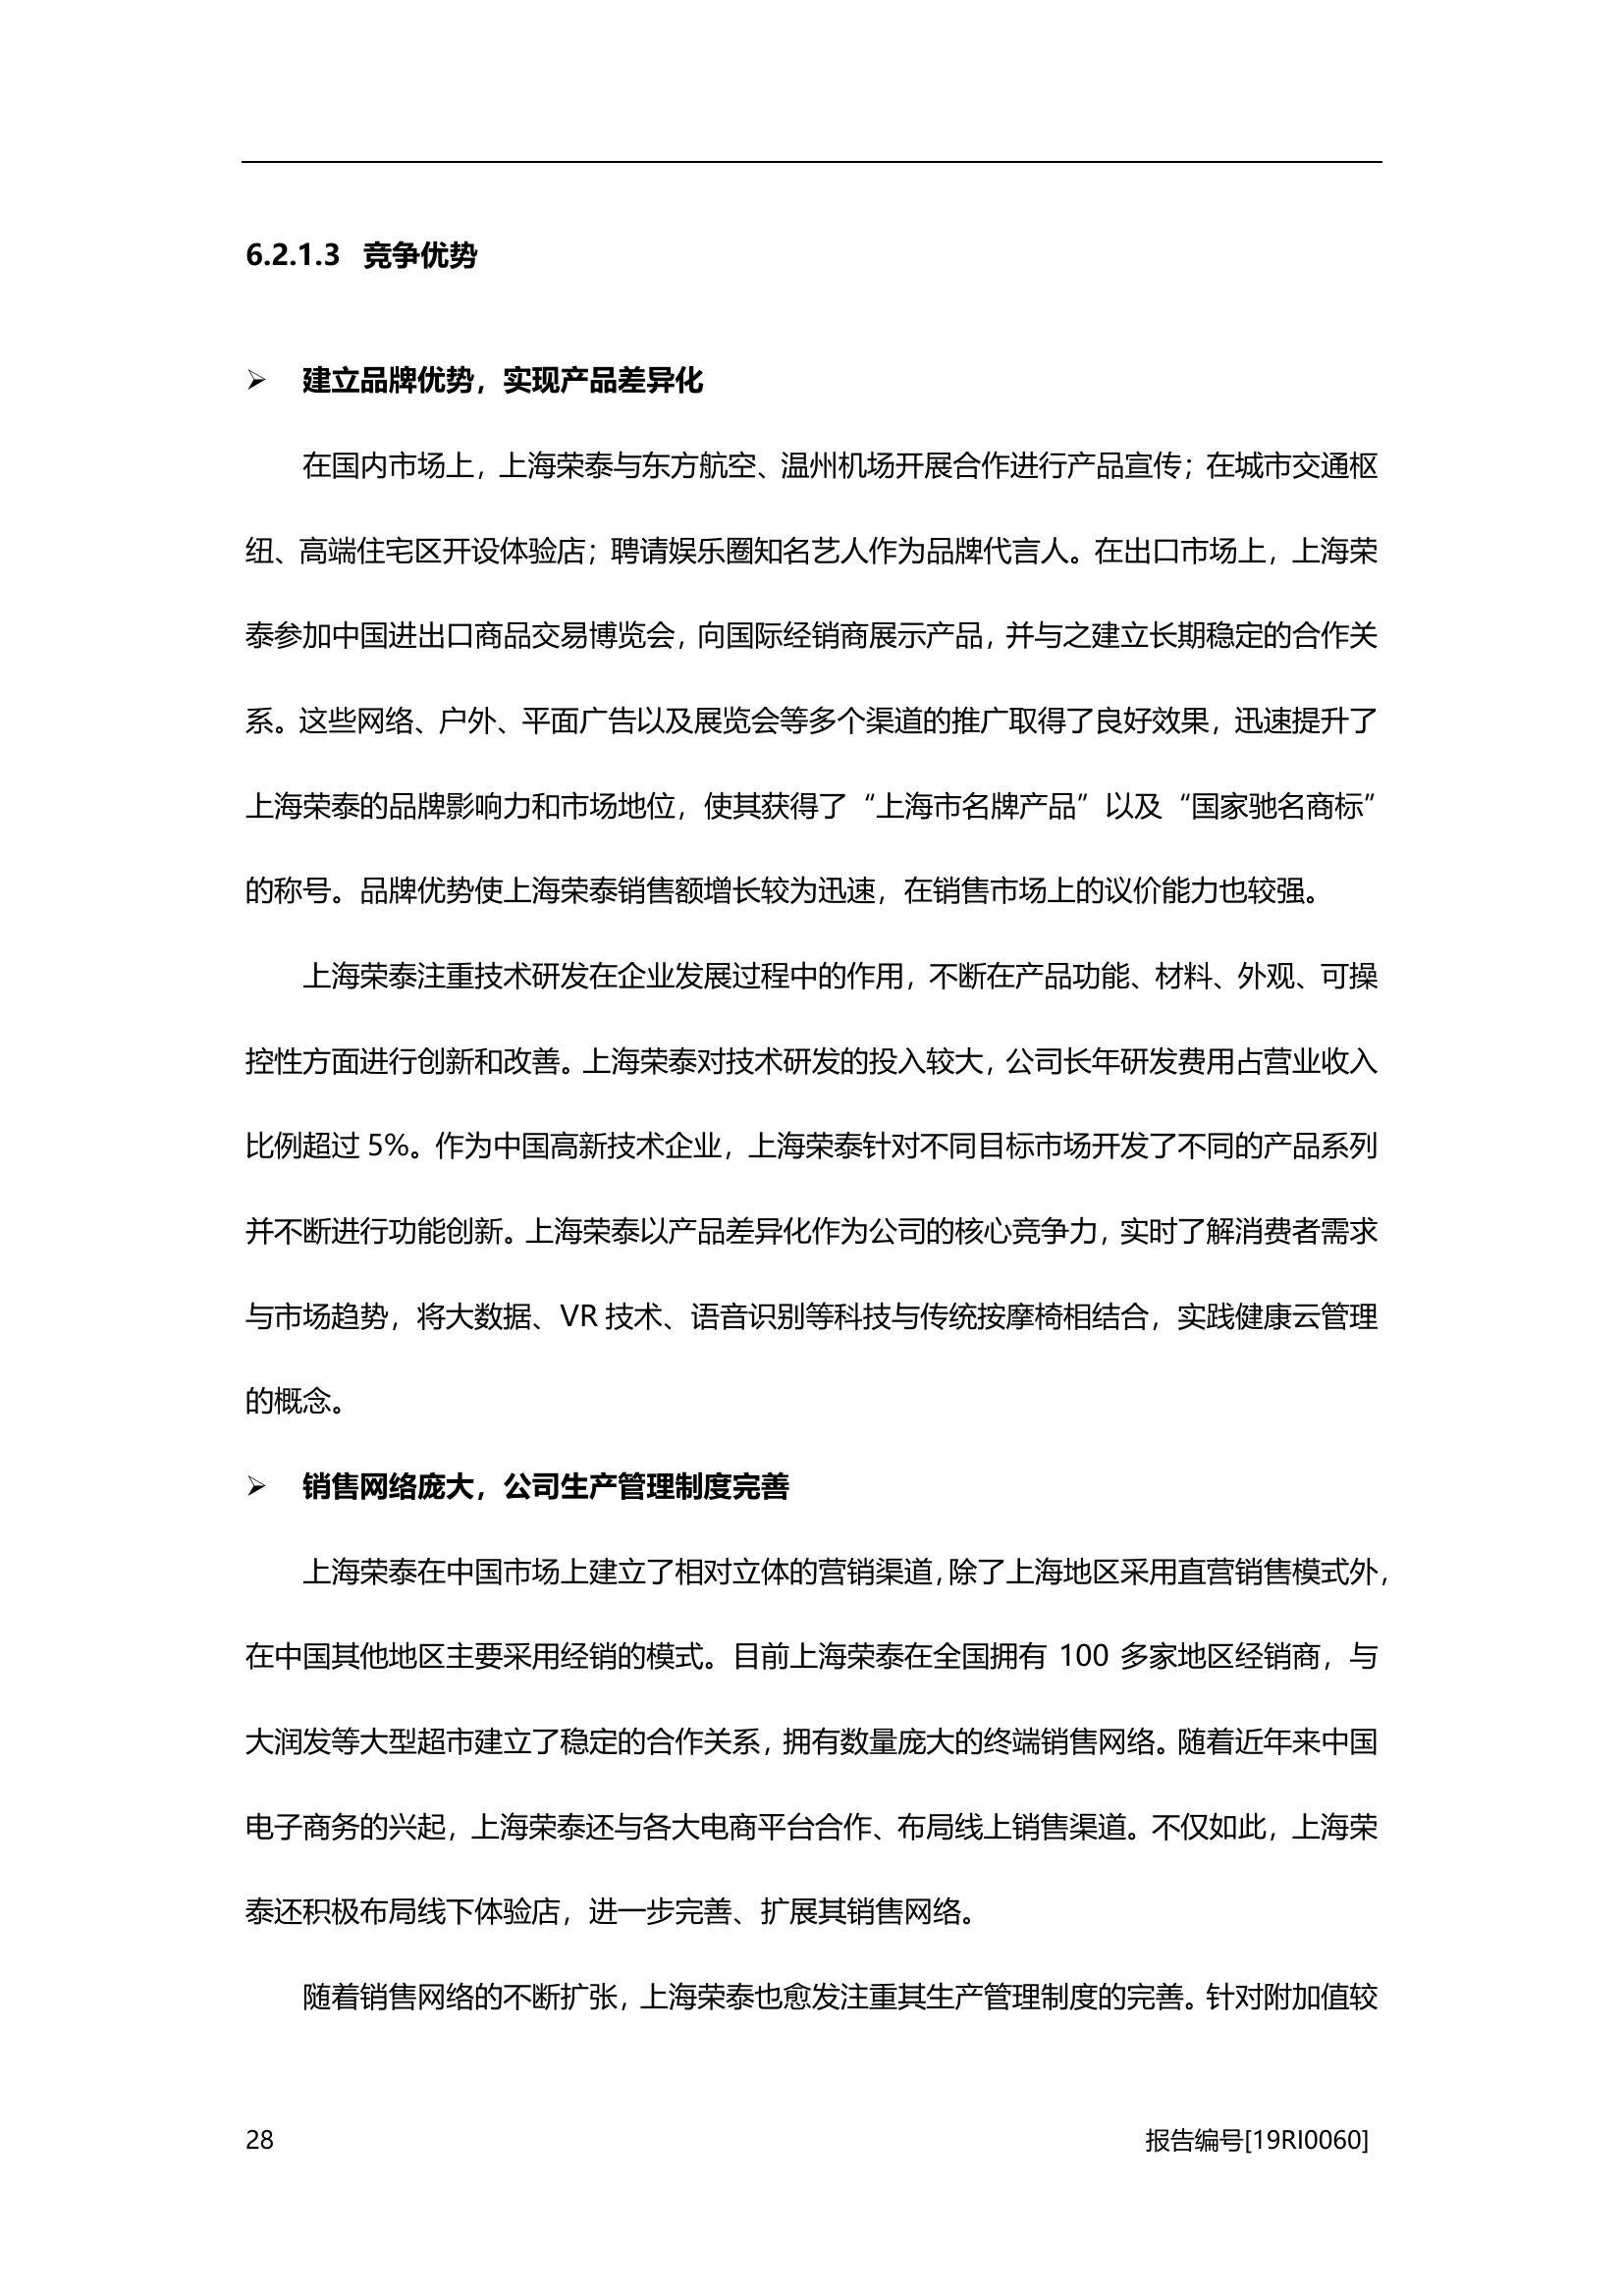 6.2.1.3 竞争优势
➢ 建立品牌优势，实现产品差异化
在国内市场上，上海荣泰与东方航空、温州机场开展合作进行产品宣传；在城市交通枢
纽、高端住宅区开设体验店；聘请娱乐圈知名艺人作为品牌代言人。在出口市场上，上海荣
泰参加中国进出口商品交易博览会，向国际经销商展示产品，并与之建立长期稳定的合作关
系。这些网络、户外、平面广告以及展览会等多个渠道的推广取得了良好效果，迅速提升了
上海荣泰的品牌影响力和市场地位，使其获得了“上海市名牌产品”以及“国家驰名商标”
的称号。品牌优势使上海荣泰销售额增长较为迅速，在销售市场上的议价能力也较强。
上海荣泰注重技术研发在企业发展过程中的作用，不断在产品功能、材料、外观、可操
控性方面进行创新和改善。上海荣泰对技术研发的投入较大，公司长年研发费用占营业收入
比例超过 5%。作为中国高新技术企业，上海荣泰针对不同目标市场开发了不同的产品系列
并不断进行功能创新。上海荣泰以产品差异化作为公司的核心竞争力，实时了解消费者需求
与市场趋势，将大数据、VR 技术、语音识别等科技与传统按摩椅相结合，实践健康云管理
的概念。
➢ 销售网络庞大，公司生产管理制度完善
上海荣泰在中国市场上建立了相对立体的营销渠道，除了上海地区采用直营销售模式外，
在中国其他地区主要采用经销的模式。目前上海荣泰在全国拥有 100 多家地区经销商，与
大润发等大型超市建立了稳定的合作关系，拥有数量庞大的终端销售网络。随着近年来中国
电子商务的兴起，上海荣泰还与各大电商平台合作、布局线上销售渠道。不仅如此，上海荣
泰还积极布局线下体验店，进一步完善、扩展其销售网络。
随着销售网络的不断扩张，上海荣泰也愈发注重其生产管理制度的完善。针对附加值较
28 报告编号[19RI0060]